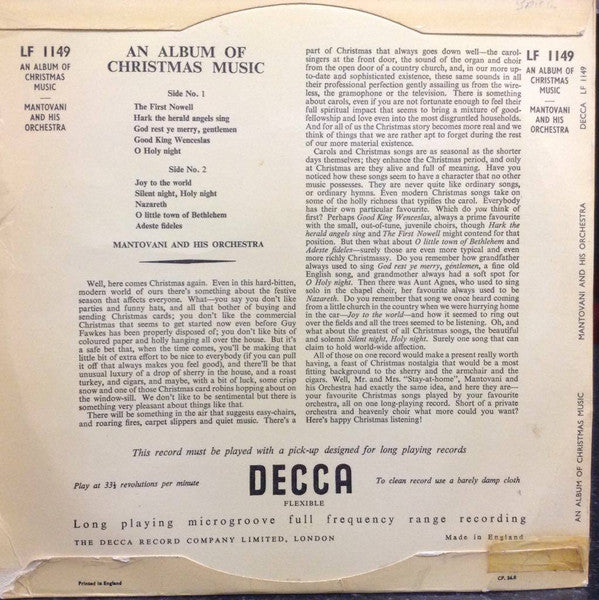 LF 1149
AN ALBUM OF
CHRISTMAS
MUSIC
MANTOVANI
AND HIS
ORCHESTRA
AN ALBUM OF
CHRISTMAS MUSIC
Side No. 1
The First Nowell
Hark the herald angels sing
God rest ye merry, gentlemen
Good King Wenceslus
O Holy night
Side No. 2
Joy to the world
Silent night, Holy night
Nazareth
O little town of Bethlehem
Adeste fideles
MANTOVANI AND HIS ORCHESTRA
Well, here comes Christmas again. Even in this hard-bitten,
modern world of ours there's something about the festive
season that affects everyone. What—you say you don't like
parties and funny hats, and all that bother of buying and
sending Christmas cards; you don't like the commercial
Christmas that seems to get started now even before Guy
Fawkes has been properly disposed of; you don't like bits of
coloured paper and holly hanging all over the house. But it's
a safe bet that, when the time comes, you'll be making that
little bit of extra effort to be nice to everybody (if you can pull
it off that always makes you feel good), and there'll be that
unusual luxury of a drop of sherry in the house, and a roast
turkey, and cigars, and maybe, with a bit of luck, some crisp
snow and one of those Christmas card robins hopping about on
the window-sill. We don't like to be sentimental but there is
something very pleasant about things like that.
There will be something in the air that suggests easy-chairs,
and roaring fires, carpet slippers and quiet music. There's a
part of Christmas that always goes down well—the carol-
singers at the front door, the sound of the organ and choir
from the open door of a country church, and, in our more up-
to-date and sophisticated existence, these same sounds in all
their professional perfection gently assailing us from the wire-
less, the gramophone or the television. There is something
about carols, even if you are not fortunate enough to feel their
full spiritual impact that seems to bring a mixture of good-
fellowship and love even into the most disgruntled households.
And for all of us the Christmas story becomes more real and we
think of things that we are rather apt to forget during the rest
of our more material existence.
Carols and Christmas songs are as seasonal as the shorter
days themselves; they enhance the Christmas period, and only
at Christmas are they alive and full of meaning. Have you
noticed how these songs seem to have a character that no other
music possesses. They are never quite like ordinary songs,
or ordinary hymns. Even modern Christmas songs take on
some of the holly richness that typifies the carol. Everybody
has their own particular favourite. Which do you think of
first? Perhaps Good King Wenceslus, always a prime favourite
with the small, out-of-tune, juvenile choirs, though Hark the
herald angels sing and The First Nowell might contend for that
position. But then what about O little town of Bethlehem and
Adeste fideles—surely those are even more typical and even
more richly Christmassy. Do you remember how grandfather
always used to sing God rest ye merry, gentlemen, a fine old
English song, and grandmother always had a soft spot for
O Holy night. Then there was Aunt Agnes, who used to sing
solo in the chapel choir, her favourite always used to be
Nazareth. Do you remember that song we once heard coming
from a little church in the country when we were hurrying home
in the car—Joy to the world—and how it seemed to ring out
over the fields and all the trees seemed to be listening. Oh, and
what about the greatest of all Christmas songs, the beautiful
and solemn Silent night, Holy night. Surely one song that can
claim to hold world-wide affection.
All of those on one record would make a present really worth
having, a feast of Christmas nostalgia that would be a most
fitting background to the sherry and the armchair and the
cigars. Well, Mr. and Mrs. "Stay-at-home", Mantovani and
his Orchestra had exactly the same idea, and here they are—
your favourite Christmas songs played by your favourite
orchestra, all on one long-playing record. Short of a private
orchestra and heavenly choir what more could you want?
Here's happy Christmas listening!
LF 1149
AN ALBUM OF
CHRISTMAS
MUSIC
MANTOVANI
AND HIS
ORCHESTRA
DECCA LF 1149
MANTOVANI AND HIS ORCHESTRA
AN ALBUM OF CHRISTMAS MUSIC
This record must be played with a pick-up designed for long playing records
Play at 33⅓ revolutions per minute
DECCA
FLEXIBLE
To clean record use a barely damp cloth
Long playing microgroove full frequency range recording
THE DECCA RECORD COMPANY LIMITED, LONDON
Made in England
Printed in England